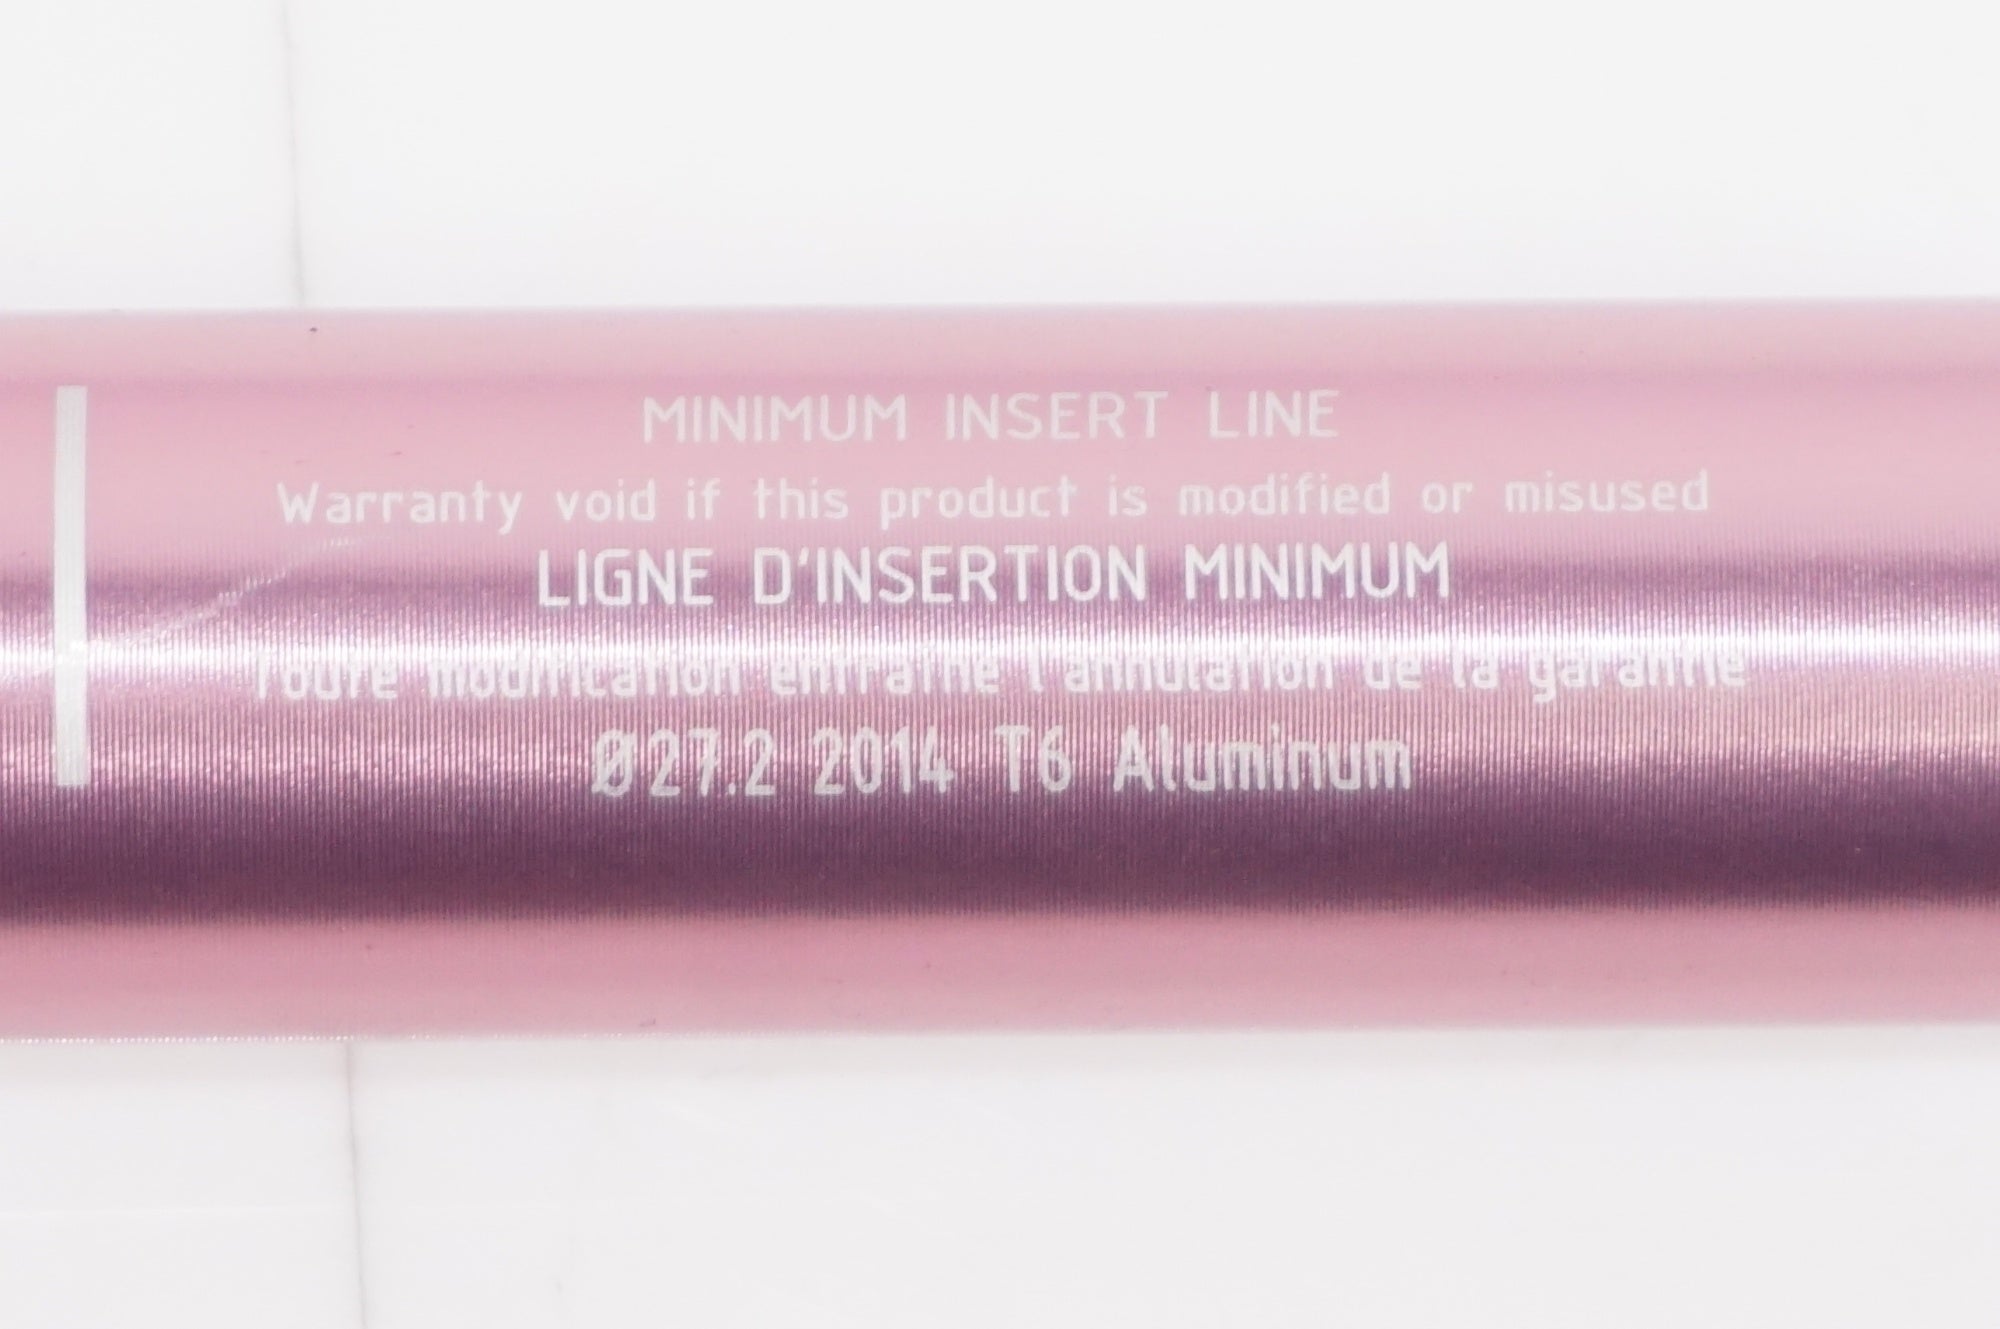 MINIMUM INSERT LINE
Warranty void if this product is modified or misused
LIGNE D'INSERTION MINIMUM
Toute modification entraîne l'annulation de la garantie
Ø27.2 2014 T6 Aluminum